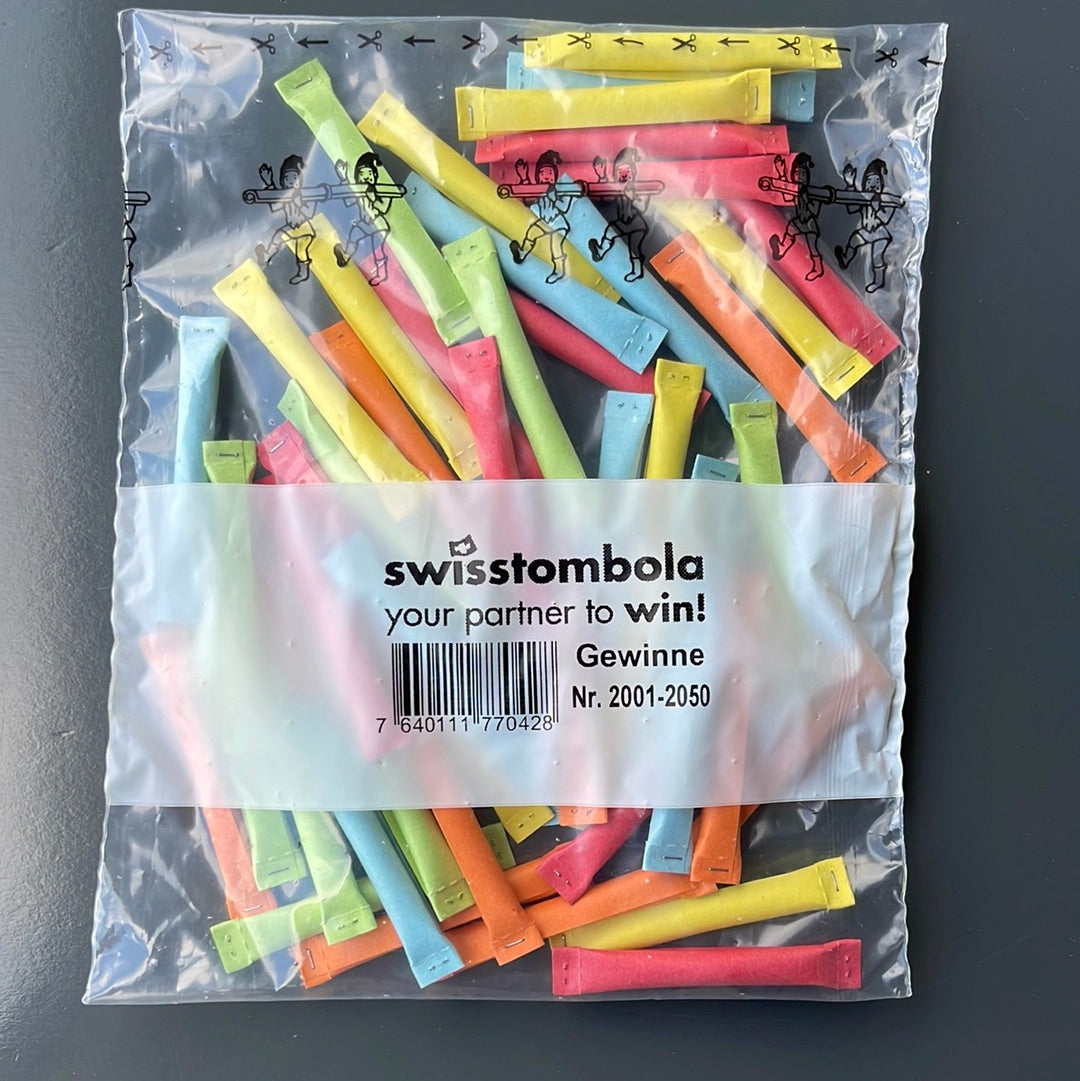 swisstombola
your partner to win!
Gewinne
Nr. 2001-2050
7 640111 770428